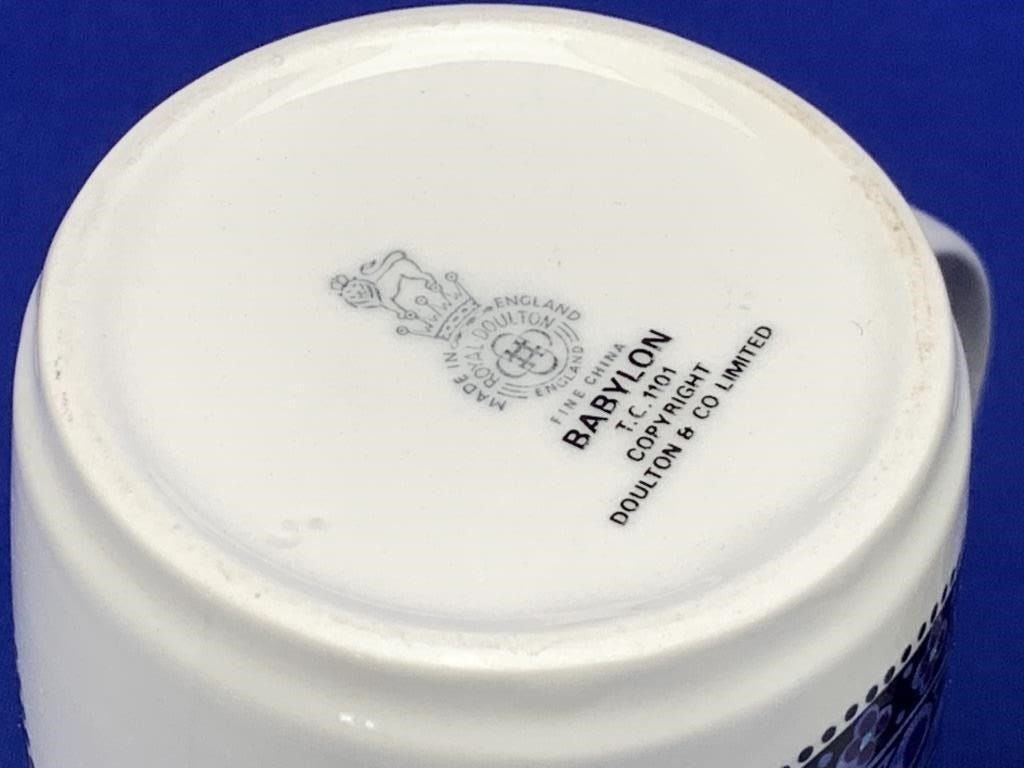 MADE IN ENGLAND
ROYAL DOULTON
ENGLAND
FINE CHINA
BABYLON
T.C.1101
COPYRIGHT
DOULTON & CO LIMITED